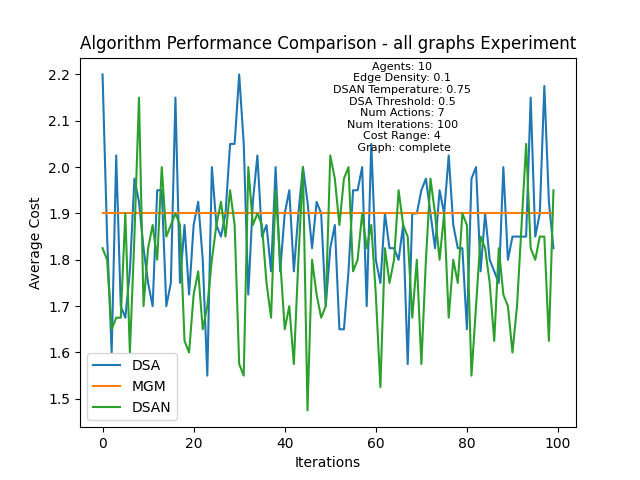 Algorithm Performance Comparison - all graphs Experiment
Agents: 10
Edge Density: 0.1
DSAN Temperature: 0.75
DSA Threshold: 0.5
Num Actions: 7
Num Iterations: 100
Cost Range: 4
Graph: complete
Average Cost
2.2
2.1
2.0
1.9
1.8
1.7
1.6
1.5
DSA
MGM
DSAN
0 20 40 60 80 100
Iterations